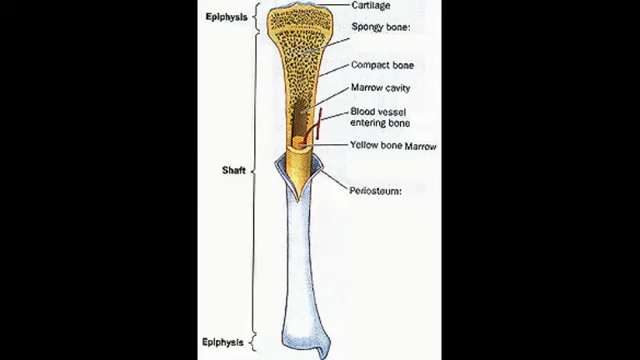 Cartilage
Epiphysis
Spongy bone:
Compact bone
Marrow cavity
Blood vessel
entering bone
Yellow bone Marrow
Shaft
Periosteum:
Epiphysis